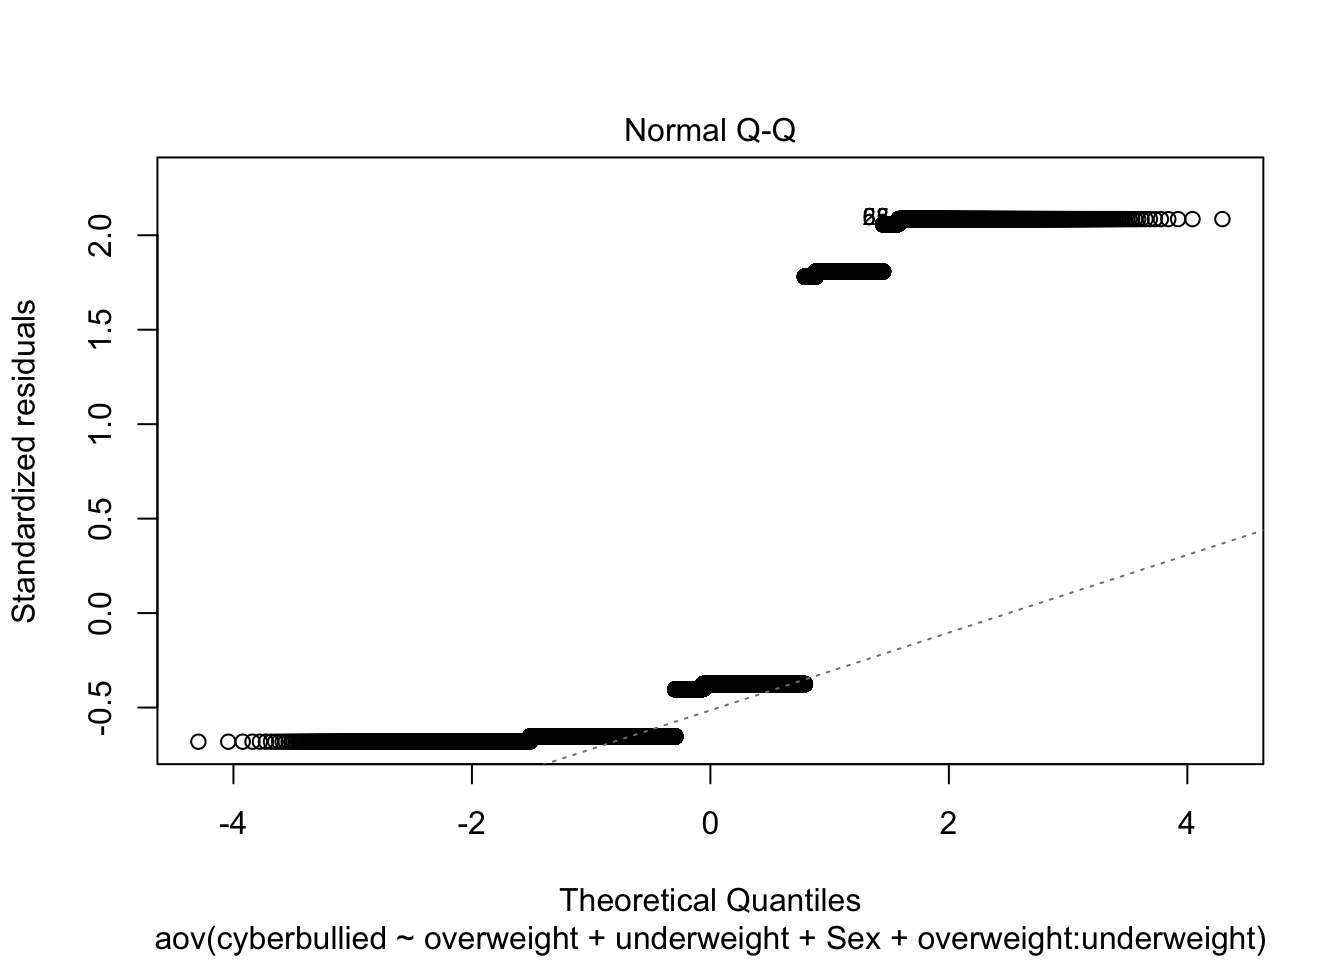 Normal Q-Q
Standardized residuals
2.0
1.5
1.0
0.5
0.0
-0.5
-4
-2
0
2
4
Theoretical Quantiles
aov(cyberbullied ~ overweight + underweight + Sex + overweight:underweight)